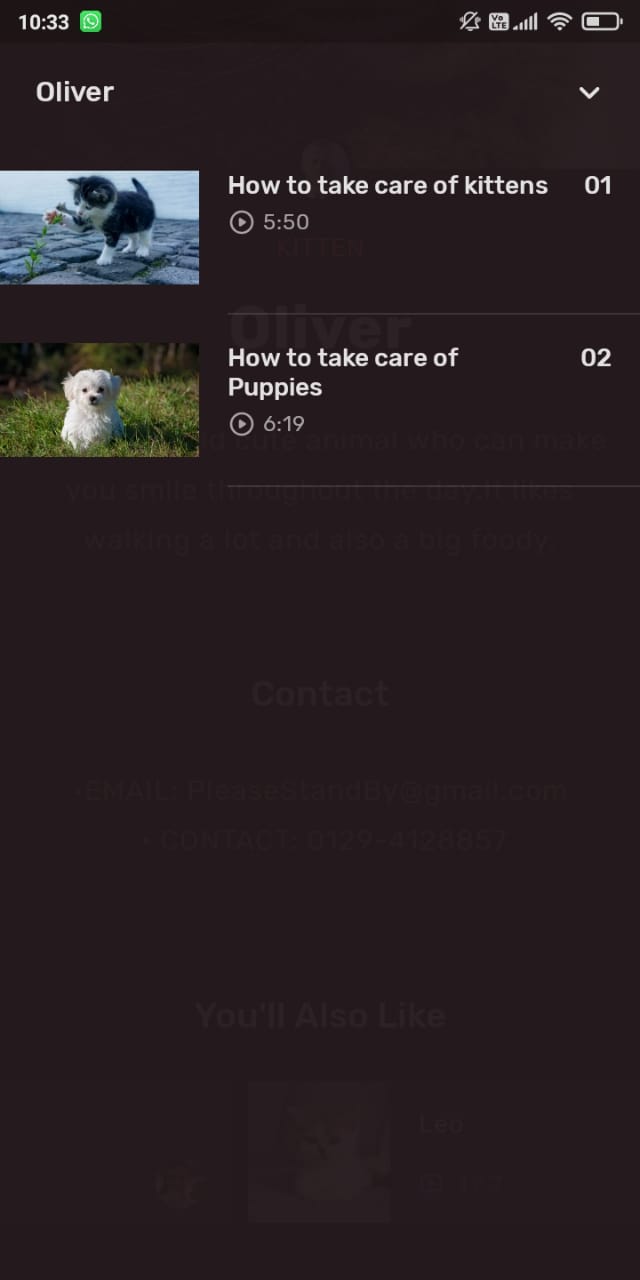 10:33
Vo LTE
Oliver
How to take care of kittens 01
5:50
KITTEN
Oliver
How to take care of 02
Puppies
6:19
cute animal who can make
you smile throughout the day.It likes
walking a lot and also a big foody.
Contact
•EMAIL: PleaseStandBy@gmail.com
• CONTACT: 0129-4128857
You'll Also Like
Leo